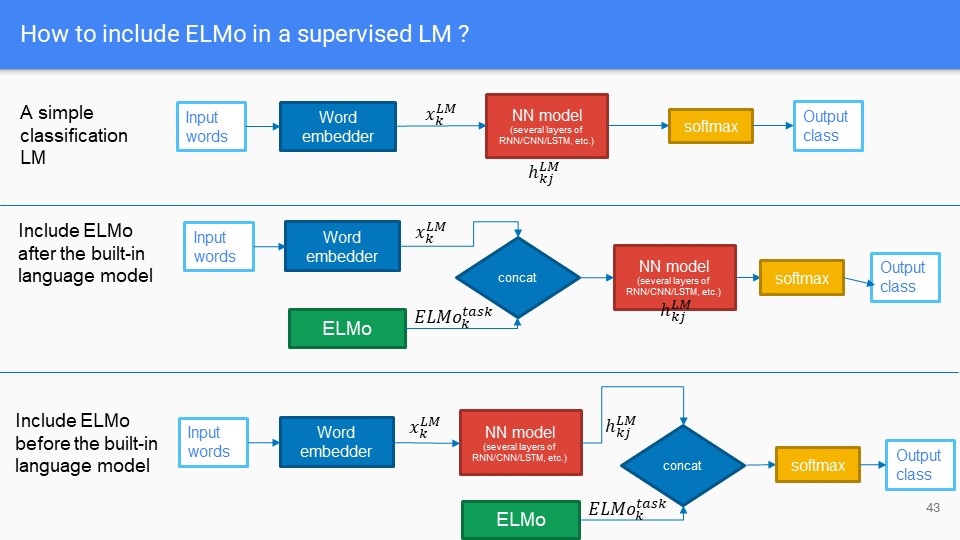 How to include ELMo in a supervised LM ?
A simple
classification
LM
Input
words
Word
embedder
x_k^{LM}
NN model
(several layers of
RNN/CNN/LSTM, etc.)
h_{kj}^{LM}
softmax
Output
class
Include ELMo
after the built-in
language model
Input
words
Word
embedder
x_k^{LM}
ELMo
ELMo_k^{task}
concat
NN model
(several layers of
RNN/CNN/LSTM, etc.)
h_{kj}^{LM}
softmax
Output
class
Include ELMo
before the built-in
language model
Input
words
Word
embedder
x_k^{LM}
NN model
(several layers of
RNN/CNN/LSTM, etc.)
h_{kj}^{LM}
ELMo
ELMo_k^{task}
concat
softmax
Output
class
43